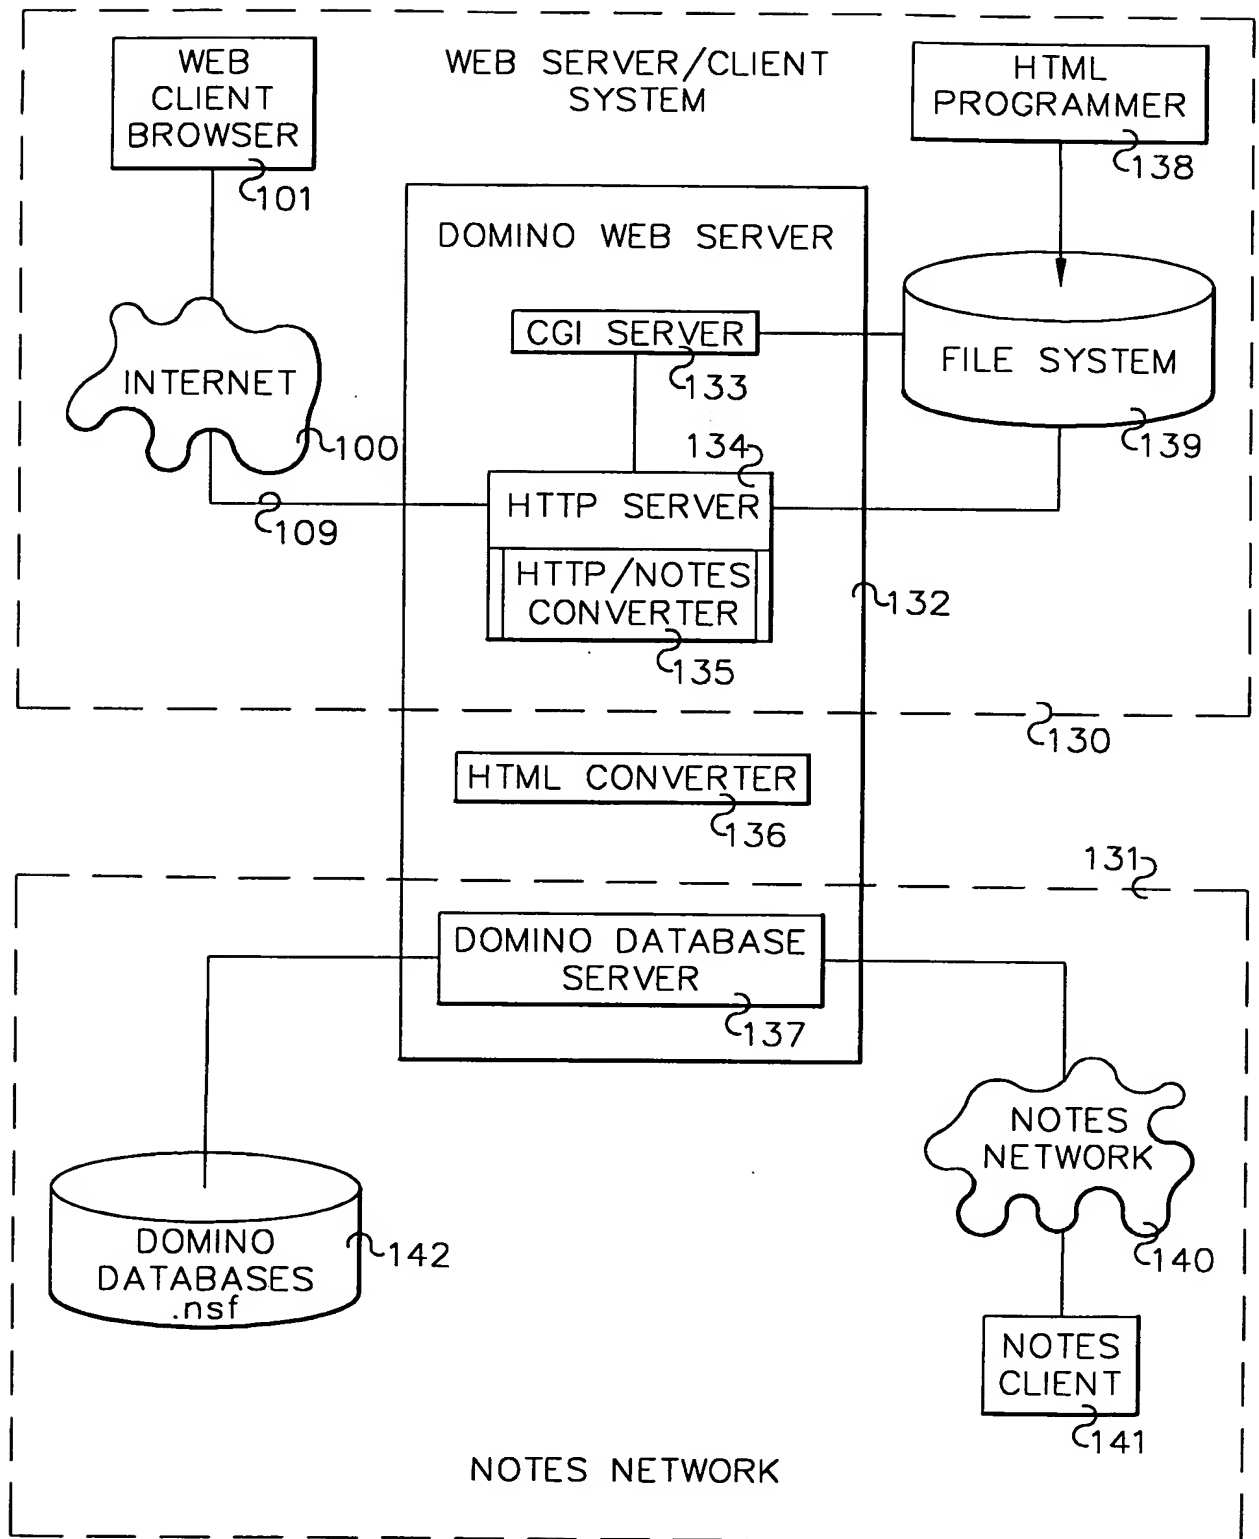 WEB
CLIENT
BROWSER
101
WEB SERVER/CLIENT
SYSTEM
HTML
PROGRAMMER
138
DOMINO WEB SERVER
CGI SERVER
133
FILE SYSTEM
139
INTERNET
100
134
HTTP SERVER
109
HTTP/NOTES
CONVERTER
135
132
130
HTML CONVERTER
136
131
DOMINO DATABASE
SERVER
137
NOTES
NETWORK
140
DOMINO
DATABASES
.nsf
142
NOTES
CLIENT
141
NOTES NETWORK